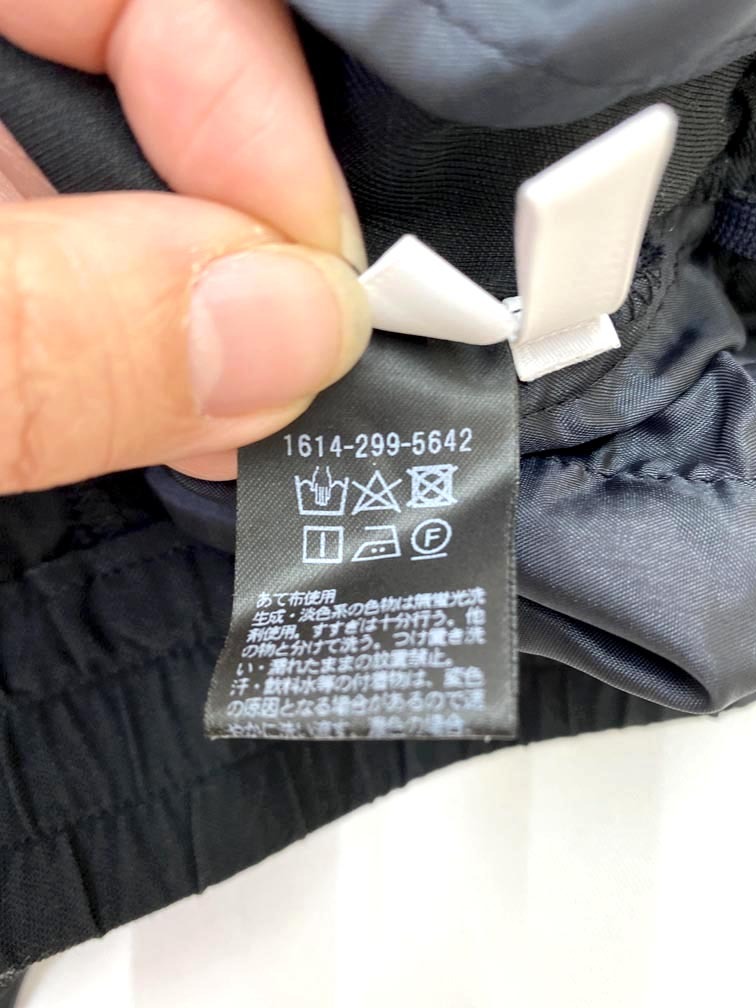 1614-299-5642
F
あて布使用
生成・淡色系の色物は無蛍光洗
剤使用。すすぎは十分行う。他
の物と分けて洗う。つけ置き洗
い・濡れたままの放置禁止。
汗・飲料水等の付着物は、変色
の原因となる場合があるので速
やかに洗い流す。